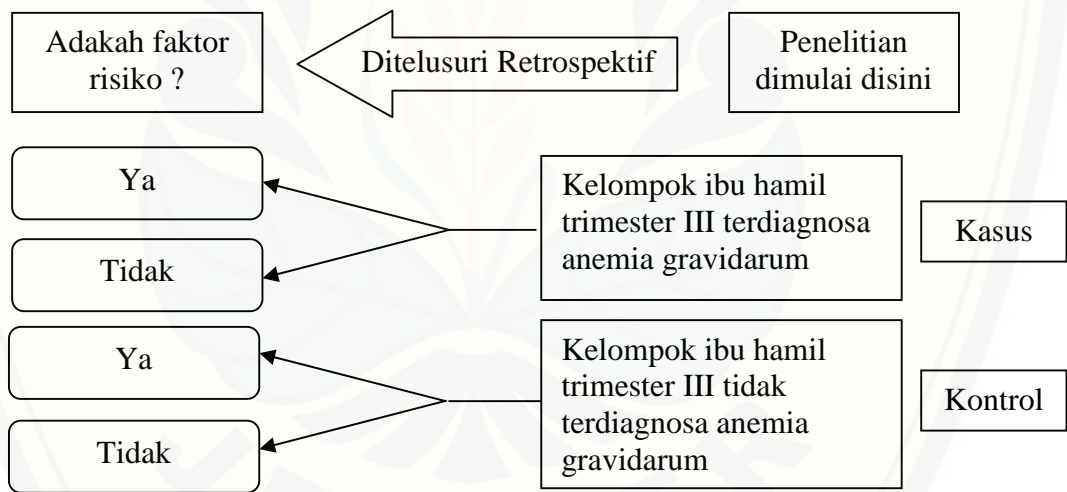 Adakah faktor
risiko ?
Ditelusuri Retrospektif
Penelitian
dimulai disini
Ya
Tidak
Kelompok ibu hamil
trimester III terdiagnosa
anemia gravidarum
Kasus
Ya
Tidak
Kelompok ibu hamil
trimester III tidak
terdiagnosa anemia
gravidarum
Kontrol